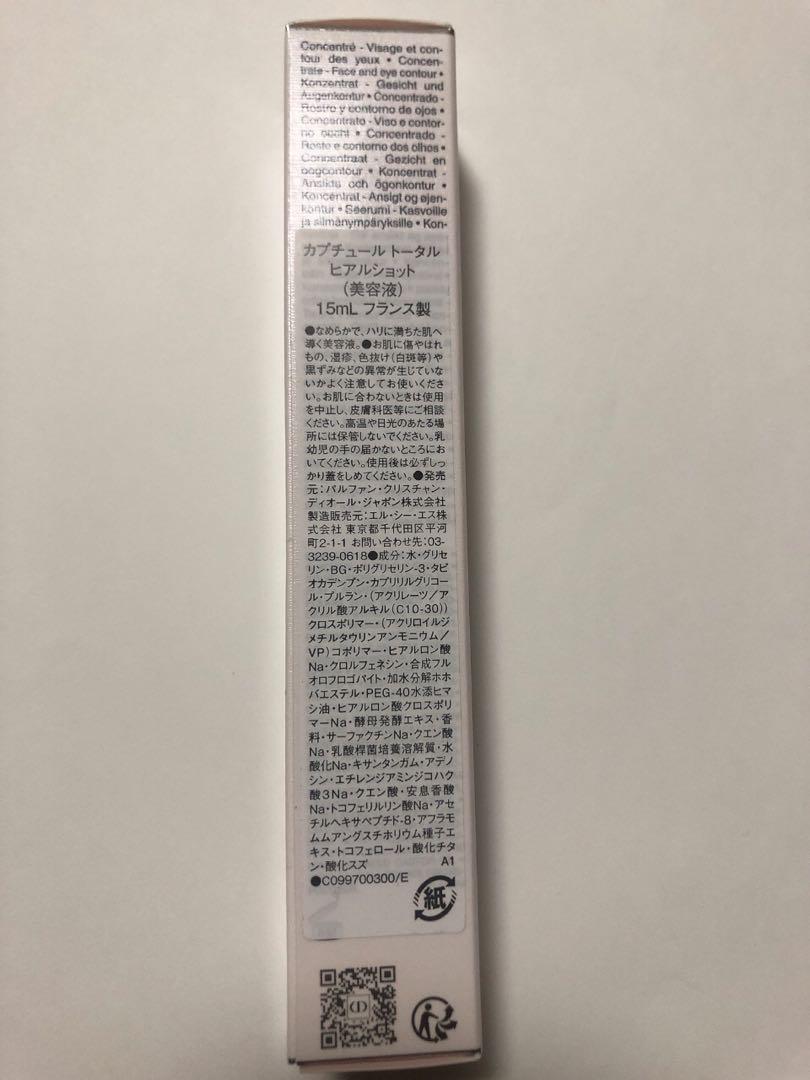 Concentré - Visage et con-
tour des yeux • Concen-
trate - Face and eye contour •
Konzentrat - Gesicht und
Augenkontur • Concentrado -
Rostro y contorno de ojos •
Concentrato - Viso e contor-
no occhi • Concentrado -
Rosto e contorno dos olhos •
Concentraat - Gezicht en
oogcontour • Koncentrat -
Ansikte och ögonkontur •
Koncentrat - Ansigt og øjen-
kontur • Seerumi - Kasvoille
ja silmänympäryksille • Kon-
カプチュール トータル
ヒアルショット
(美容液)
15mL フランス製
●なめらかで、ハリに満ちた肌へ
導く美容液。●お肌に傷やはれ
もの、湿疹、色抜け(白斑等)や
黒ずみなどの異常が生じていな
いかよく注意してお使いくださ
い。お肌に合わないときは使用
を中止し、皮膚科医等にご相談
ください。高温や日光のあたる場
所には保管しないでください。乳
幼児の手の届かないところにお
いてください。使用後は必ずしっ
かり蓋をしめてください。●発売
元:パルファン・クリスチャン・
ディオール・ジャポン株式会社
製造販売元:エル・シー・エス株
式会社 東京都千代田区平河
町2-1-1 お問い合わせ先:03-
3239-0618●成分:水・グリセ
リン・BG・ポリグリセリン-3・タピ
オカデンプン・カプリリルグリコー
ル・プルラン・(アクリレーツ/ア
クリル酸アルキル(C10-30))
クロスポリマー・(アクリロイルジ
メチルタウリンアンモニウム/
VP)コポリマー・ヒアルロン酸
Na・クロルフェネシン・合成フル
オロフロゴパイト・加水分解ホホ
バエステル・PEG-40水添ヒマ
シ油・ヒアルロン酸クロスポリ
マーNa・酵母発酵エキス・香
料・サーファクチンNa・クエン酸
Na・乳酸桿菌培養溶解質・水
酸化Na・キサンタンガム・アデノ
シン・エチレンジアミンジコハク
酸3Na・クエン酸・安息香酸
Na・トコフェリルリン酸Na・アセ
チルヘキサペプチド-8・アフラモ
ムムアングスチホリウム種子エ
キス・トコフェロール・酸化チタ
ン・酸化スズ A1
●C099700300/E
紙
CD